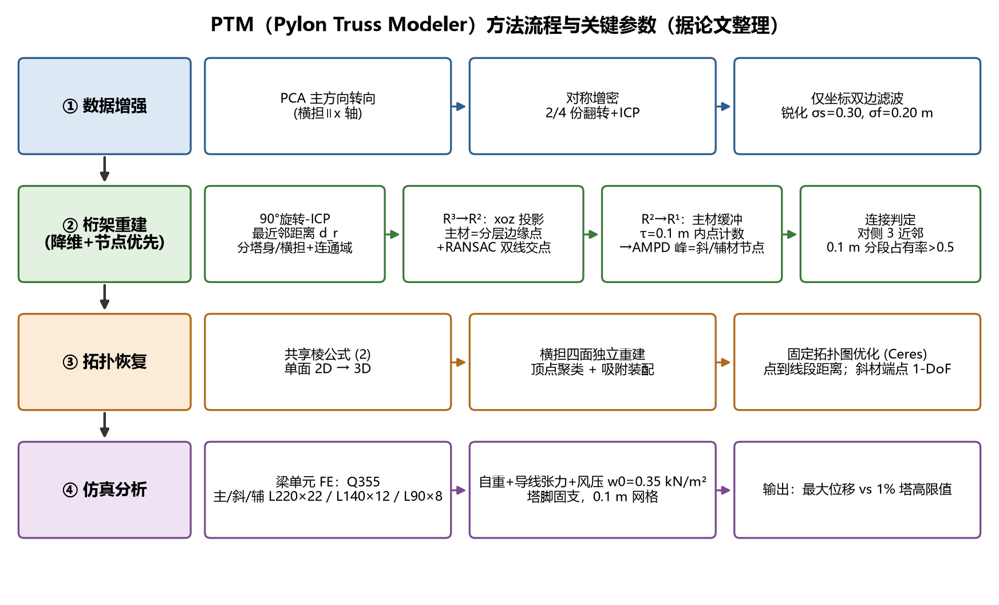 PTM（Pylon Truss Modeler）方法流程与关键参数（据论文整理）
① 数据增强
PCA 主方向转向
(横担∥x 轴)
对称增密
2/4 份翻转+ICP
仅坐标双边滤波
锐化 σs=0.30, σf=0.20 m
② 桁架重建
(降维+节点优先)
90°旋转-ICP
最近邻距离 d_r
分塔身/横担+连通域
R³→R²：xoz 投影
主材=分层边缘点
+RANSAC 双线交点
R²→R¹：主材缓冲
τ=0.1 m 内点计数
→AMPD 峰=斜/辅材节点
连接判定
对侧 3 近邻
0.1 m 分段占有率>0.5
③ 拓扑恢复
共享棱公式 (2)
单面 2D → 3D
横担四面独立重建
顶点聚类 + 吸附装配
固定拓扑图优化 (Ceres)
点到线段距离；斜材端点 1-DoF
④ 仿真分析
梁单元 FE：Q355
主/斜/辅 L220×22 / L140×12 / L90×8
自重+导线张力+风压 w0=0.35 kN/m²
塔脚固支，0.1 m 网格
输出：最大位移 vs 1% 塔高限值